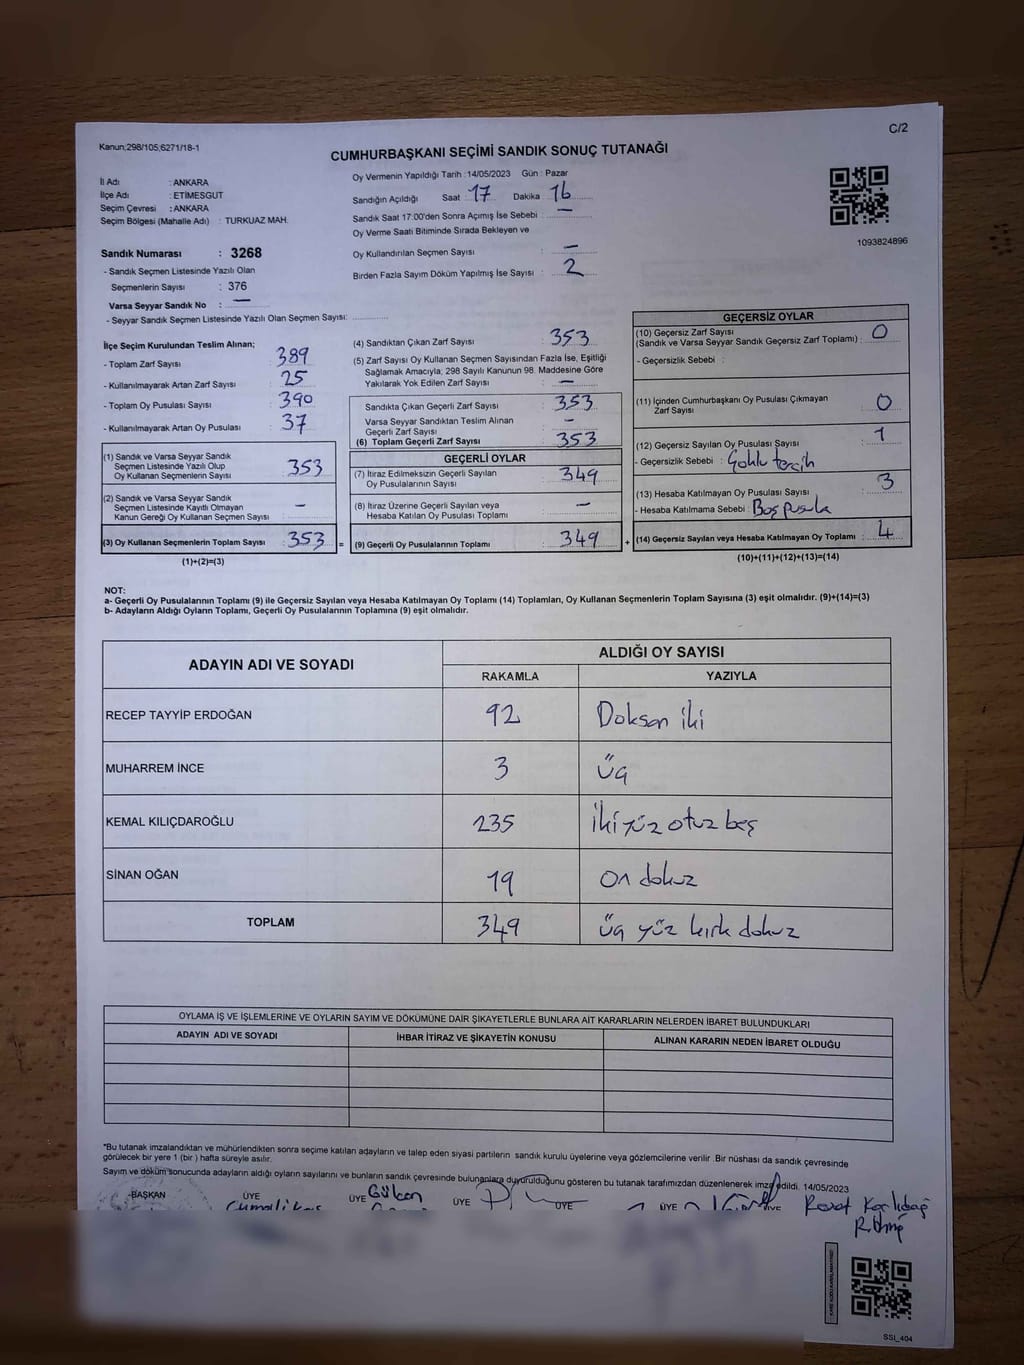 C/2
Kanun;298/105;6271/18-1
CUMHURBAŞKANI SEÇİMİ SANDIK SONUÇ TUTANAĞI
İl Adı : ANKARA
İlçe Adı : ETİMESGUT
Seçim Çevresi : ANKARA
Seçim Bölgesi (Mahalle Adı) : TURKUAZ MAH.
Oy Vermenin Yapıldığı Tarih :14/05/2023 Gün : Pazar
Sandığın Açıldığı Saat 17 Dakika 16
Sandık Saat 17:00'den Sonra Açımış İse Sebebi : —
Oy Verme Saati Bitiminde Sırada Bekleyen ve
Oy Kullandırılan Seçmen Sayısı : —
Birden Fazla Sayım Döküm Yapılmış İse Sayısı : 2
1093824896
Sandık Numarası : 3268
- Sandık Seçmen Listesinde Yazılı Olan
Seçmenlerin Sayısı : 376
Varsa Seyyar Sandık No : —
- Seyyar Sandık Seçmen Listesinde Yazılı Olan Seçmen Sayısı:
İlçe Seçim Kurulundan Teslim Alınan;
- Toplam Zarf Sayısı : 389
- Kullanılmayarak Artan Zarf Sayısı : 25
- Toplam Oy Pusulası Sayısı : 390
- Kullanılmayarak Artan Oy Pusulası : 37
(1) Sandık ve Varsa Seyyar Sandık
Seçmen Listesinde Yazılı Olup
Oy Kullanan Seçmenlerin Sayısı : 353
(2) Sandık ve Varsa Seyyar Sandık
Seçmen Listesinde Kayıtlı Olmayan
Kanun Gereği Oy Kullanan Seçmen Sayısı : —
(3) Oy Kullanan Seçmenlerin Toplam Sayısı : 353 =
(1)+(2)=(3)
(4) Sandıktan Çıkan Zarf Sayısı : 353
(5) Zarf Sayısı Oy Kullanan Seçmen Sayısından Fazla İse, Eşitliği
Sağlamak Amacıyla; 298 Sayılı Kanunun 98. Maddesine Göre
Yakılarak Yok Edilen Zarf Sayısı : —
Sandıkta Çıkan Geçerli Zarf Sayısı : 353
Varsa Seyyar Sandıktan Teslim Alınan
Geçerli Zarf Sayısı : —
(6) Toplam Geçerli Zarf Sayısı : 353
GEÇERLİ OYLAR
(7) İtiraz Edilmeksizin Geçerli Sayılan
Oy Pusulalarının Sayısı : 349
(8) İtiraz Üzerine Geçerli Sayılan veya
Hesaba Katılan Oy Pusulası Toplamı : —
(9) Geçerli Oy Pusulalarının Toplamı : 349 +
GEÇERSİZ OYLAR
(10) Geçersiz Zarf Sayısı
(Sandık ve Varsa Seyyar Sandık Geçersiz Zarf Toplamı) : 0
- Geçersizlik Sebebi :
(11) İçinden Cumhurbaşkanı Oy Pusulası Çıkmayan
Zarf Sayısı : 0
(12) Geçersiz Sayılan Oy Pusulası Sayısı : 1
- Geçersizlik Sebebi : Çoklu tercih
(13) Hesaba Katılmayan Oy Pusulası Sayısı : 3
- Hesaba Katılmama Sebebi : Boş pusula
(14) Geçersiz Sayılan veya Hesaba Katılmayan Oy Toplamı : 4
(10)+(11)+(12)+(13)=(14)
NOT:
a- Geçerli Oy Pusulalarının Toplamı (9) ile Geçersiz Sayılan veya Hesaba Katılmayan Oy Toplamı (14) Toplamları, Oy Kullanan Seçmenlerin Toplam Sayısına (3) eşit olmalıdır. (9)+(14)=(3)
b- Adayların Aldığı Oyların Toplamı, Geçerli Oy Pusulalarının Toplamına (9) eşit olmalıdır.
ADAYIN ADI VE SOYADI
ALDIĞI OY SAYISI
RAKAMLA YAZIYLA
RECEP TAYYİP ERDOĞAN 92 Doksan iki
MUHARREM İNCE 3 üç
KEMAL KILIÇDAROĞLU 235 İki yüz otuz beş
SİNAN OĞAN 19 on dokuz
TOPLAM 349 üç yüz kırk dokuz
OYLAMA İŞ VE İŞLEMLERİNE VE OYLARIN SAYIM VE DÖKÜMÜNE DAİR ŞİKAYETLERLE BUNLARA AİT KARARLARIN NELERDEN İBARET BULUNDUKLARI
ADAYIN ADI VE SOYADI İHBAR İTİRAZ VE ŞİKAYETİN KONUSU ALINAN KARARIN NEDEN İBARET OLDUĞU
*Bu tutanak imzalandıktan ve mühürlendikten sonra seçime katılan adayların ve talep eden siyasi partilerin sandık kurulu üyelerine veya gözlemcilerine verilir .Bir nüshası da sandık çevresinde
görülecek bir yere 1 (bir ) hafta süreyle asılır.
Sayım ve döküm sonucunda adayların aldığı oyların sayılarını ve bunların sandık çevresinde bulunanlara duyurulduğunu gösteren bu tutanak tarafımızdan düzenlenerek imza edildi. 14/05/2023
BAŞKAN ÜYE ÜYE Gülcan ÜYE ÜYE ÜYE ÜYE
SSI_404